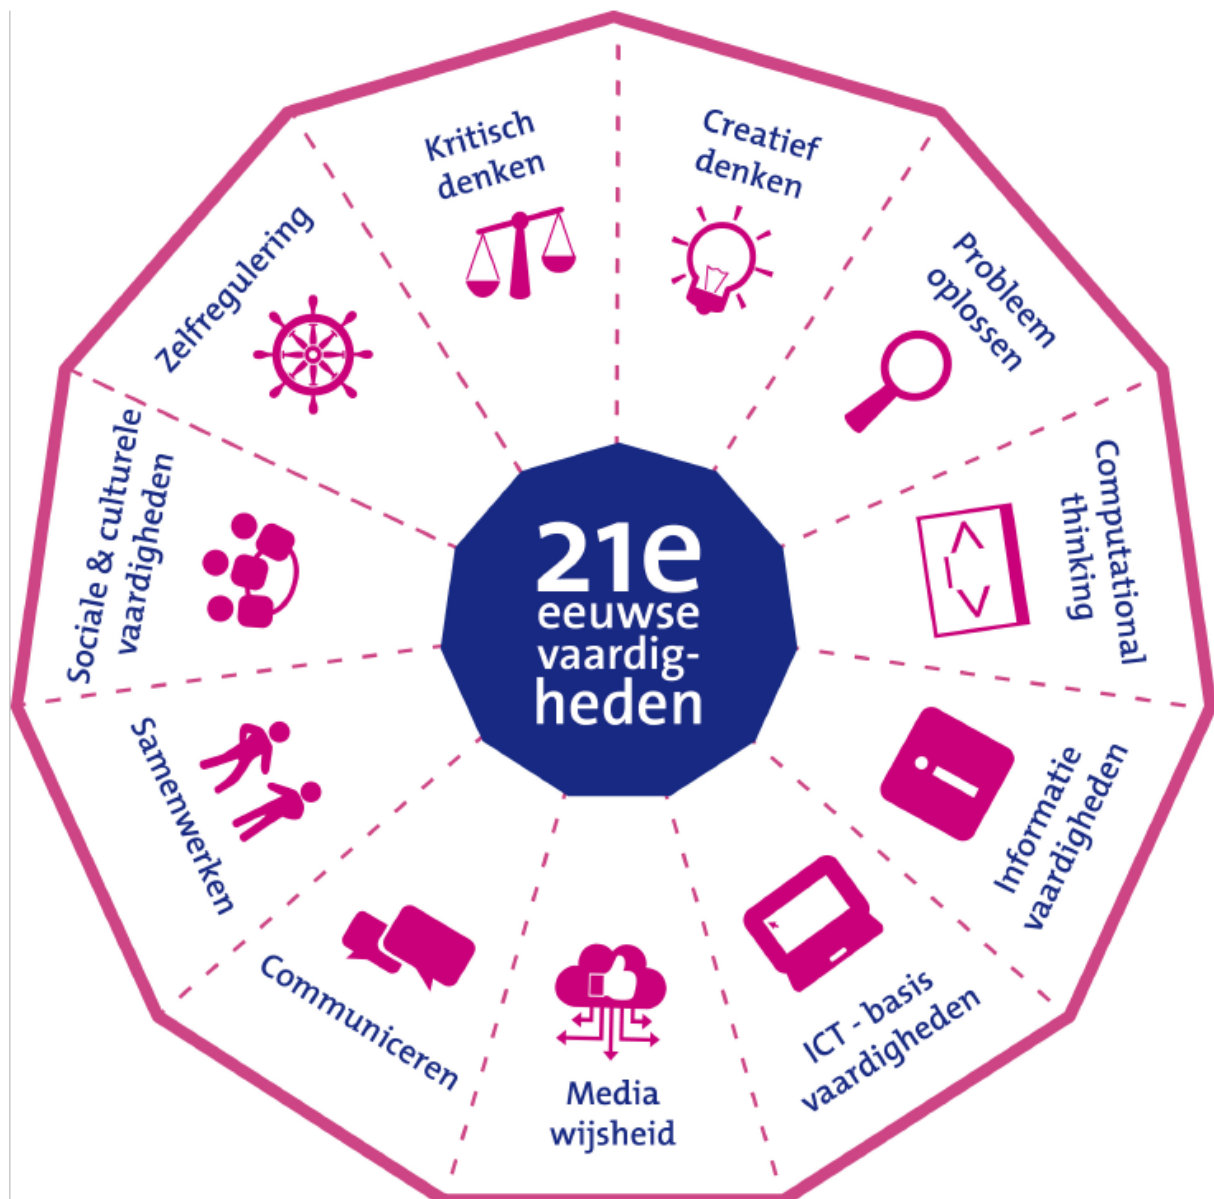 21e
eeuwse
vaardig-
heden
Kritisch
denken
Creatief
denken
Probleem
oplossen
Computational
thinking
Informatie
vaardigheden
ICT - basis
vaardigheden
Media
wijsheid
Communiceren
Samenwerken
Sociale & culturele
vaardigheden
Zelfregulering